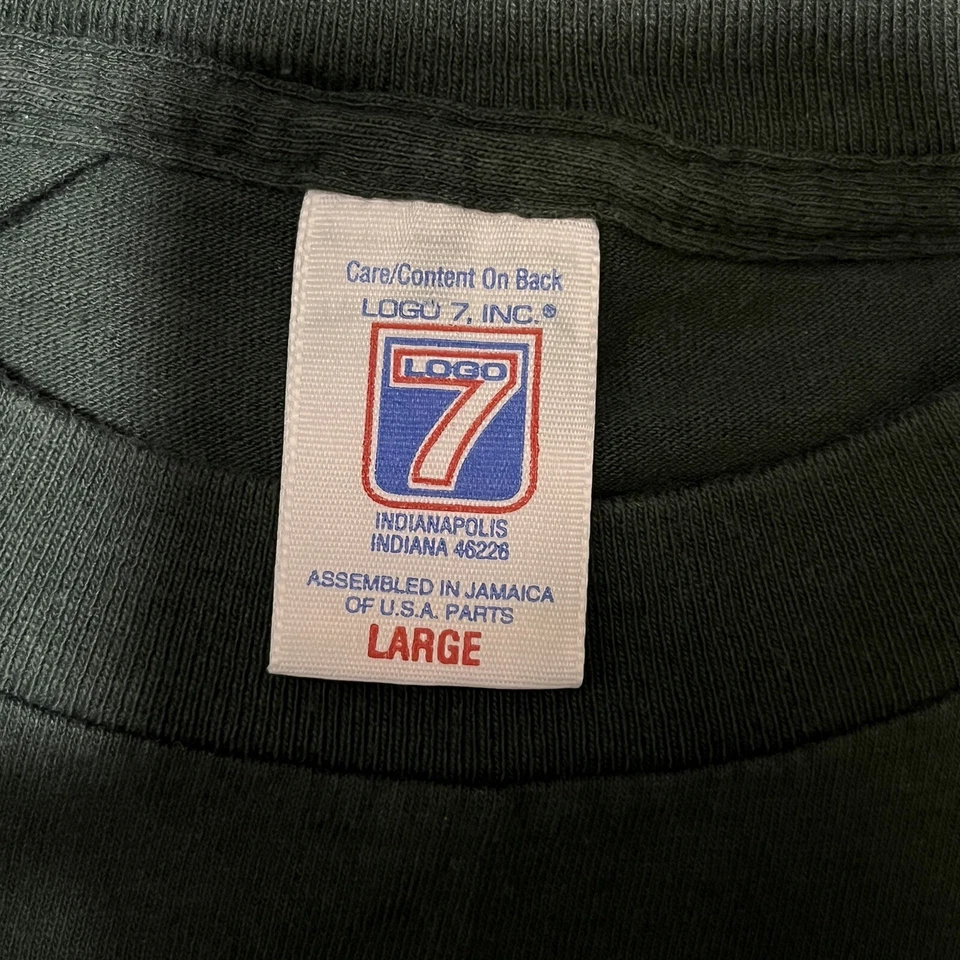 Care/Content On Back
LOGO 7, INC.®
LOGO
7
INDIANAPOLIS
INDIANA 46226
ASSEMBLED IN JAMAICA
OF U.S.A. PARTS
LARGE